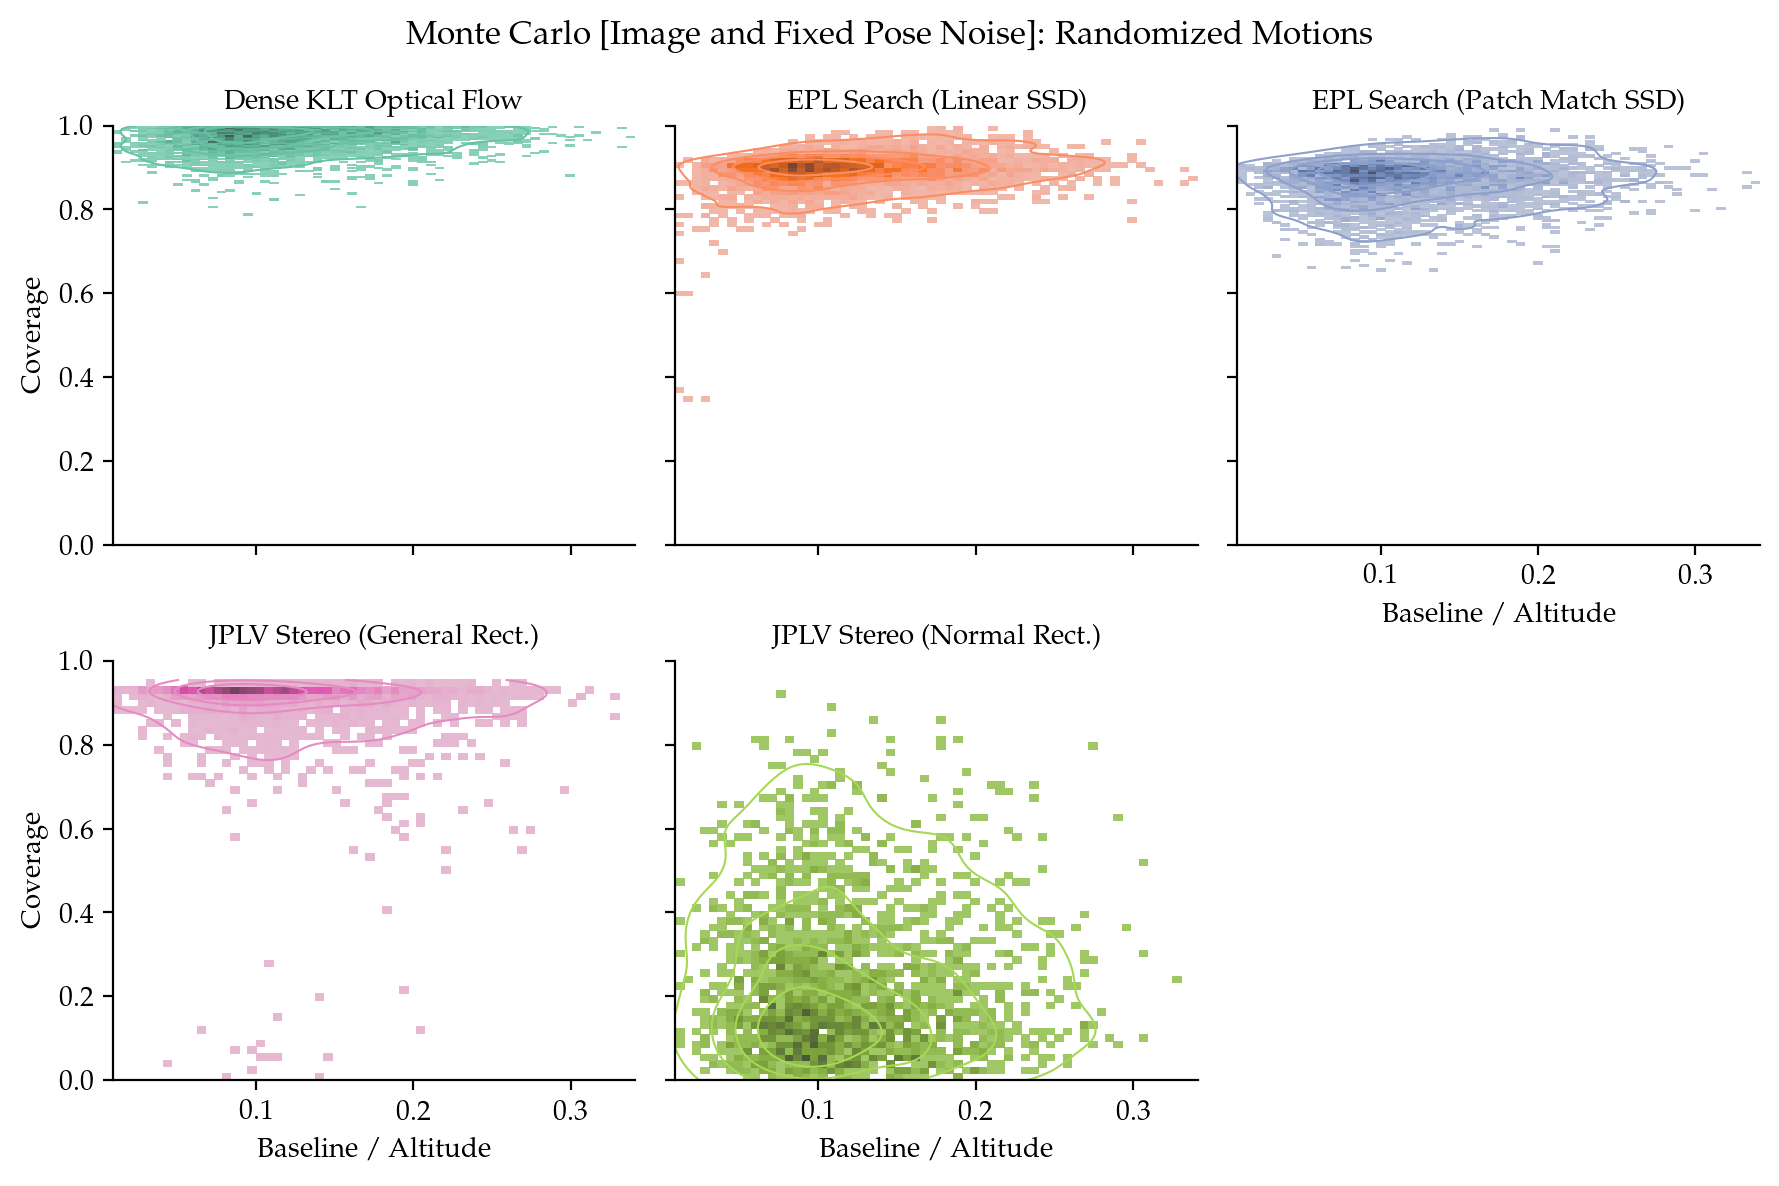 Monte Carlo [Image and Fixed Pose Noise]: Randomized Motions
Dense KLT Optical Flow
EPL Search (Linear SSD)
EPL Search (Patch Match SSD)
1.0
0.8
0.6
0.4
0.2
0.0
Coverage
0.1
0.2
0.3
Baseline / Altitude
JPLV Stereo (General Rect.)
JPLV Stereo (Normal Rect.)
1.0
0.8
0.6
0.4
0.2
0.0
Coverage
0.1
0.2
0.3
Baseline / Altitude
0.1
0.2
0.3
Baseline / Altitude